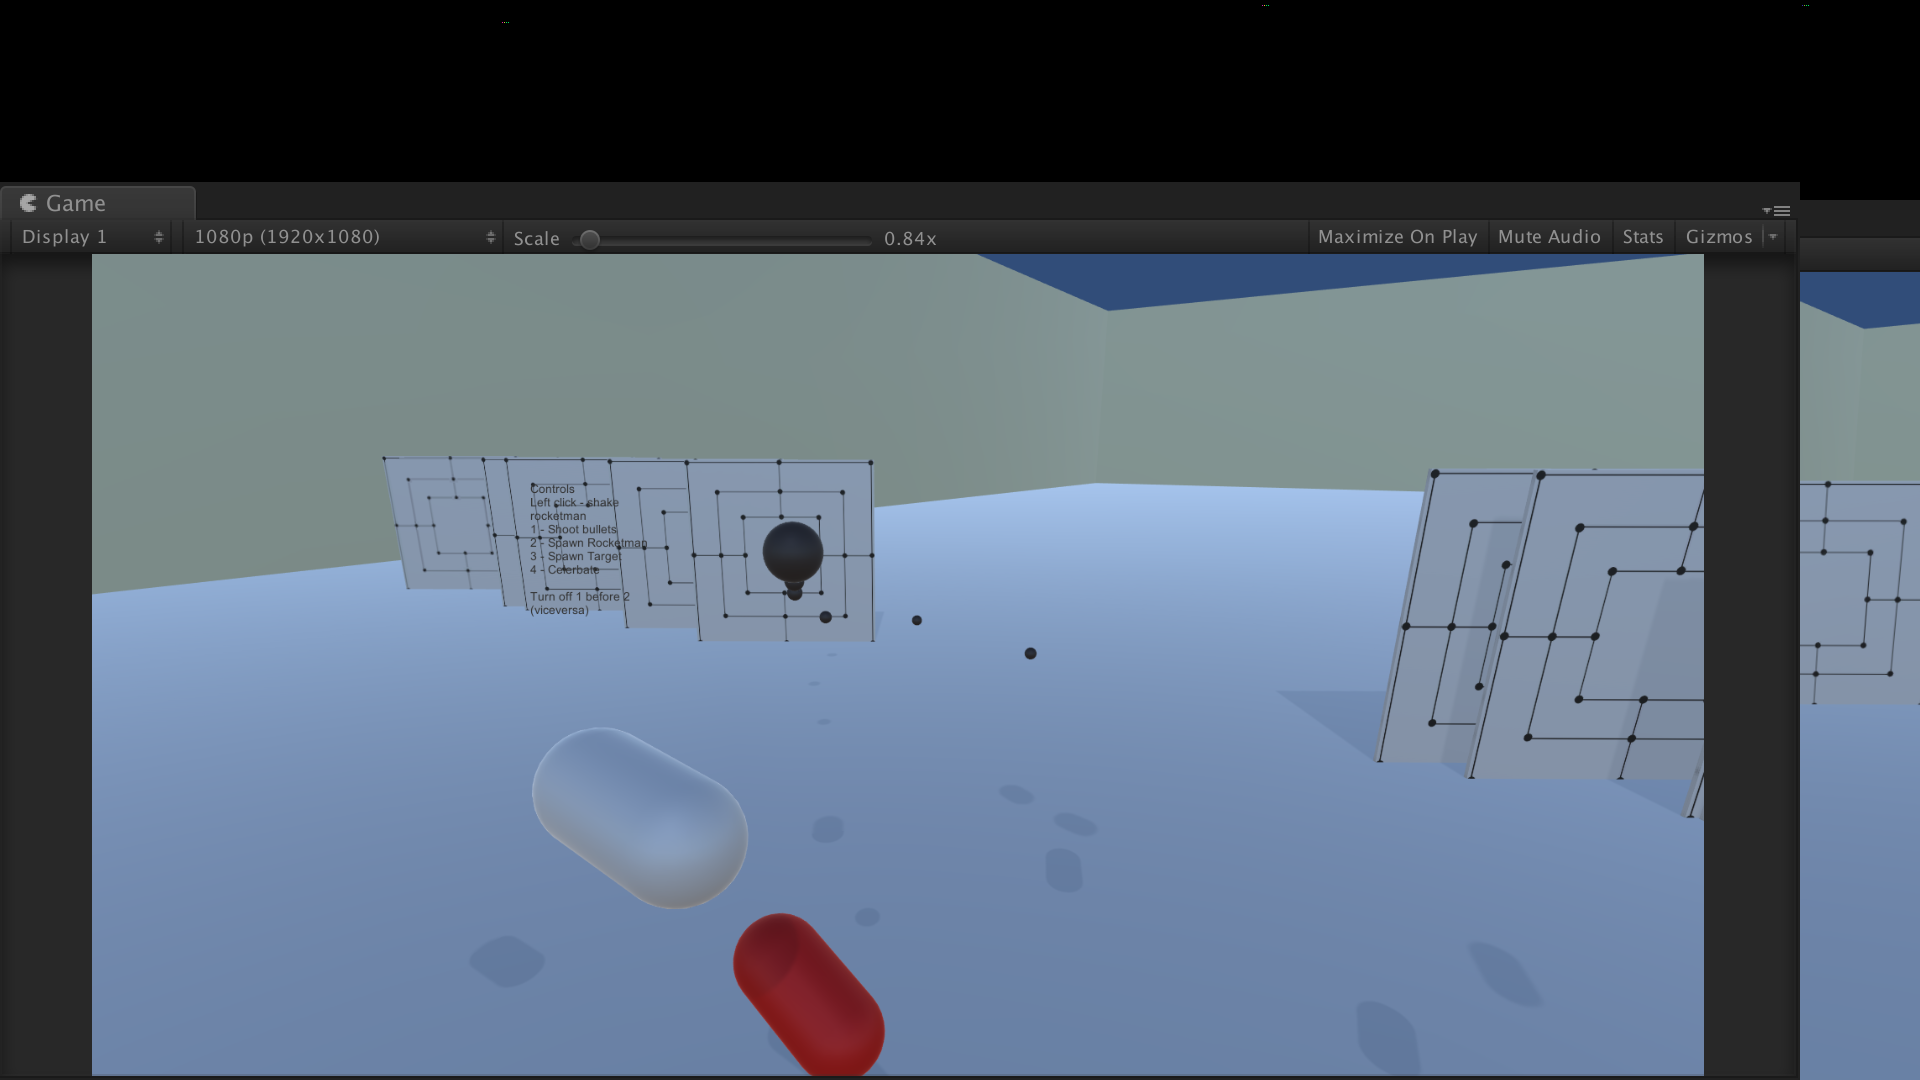 Game
Display 1
1080p (1920x1080)
Scale
0.84x
Maximize On Play
Mute Audio
Stats
Gizmos
Controls
Left click - shake
rocketman
1 - Shoot bullets
2 - Spawn Rocketman
3 - Spawn Target
4 - Celerbate
Turn off 1 before 2
(viceversa)